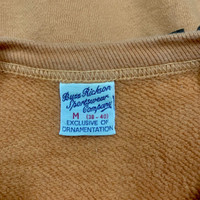 Buzz Rickson
Sportswear
Company
M (38-40)
EXCLUSIVE OF
ORNAMENTATION